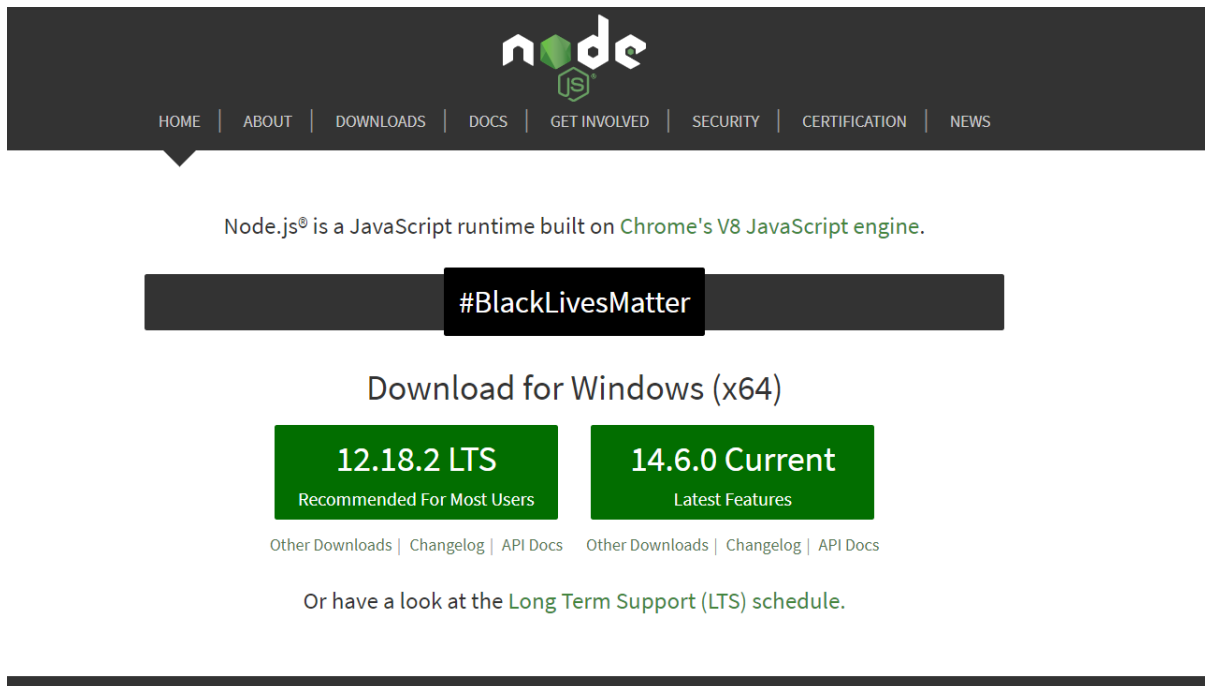 node
JS®
HOME | ABOUT | DOWNLOADS | DOCS | GET INVOLVED | SECURITY | CERTIFICATION | NEWS
Node.js® is a JavaScript runtime built on Chrome's V8 JavaScript engine.
#BlackLivesMatter
Download for Windows (x64)
12.18.2 LTS
Recommended For Most Users
Other Downloads | Changelog | API Docs
14.6.0 Current
Latest Features
Other Downloads | Changelog | API Docs
Or have a look at the Long Term Support (LTS) schedule.